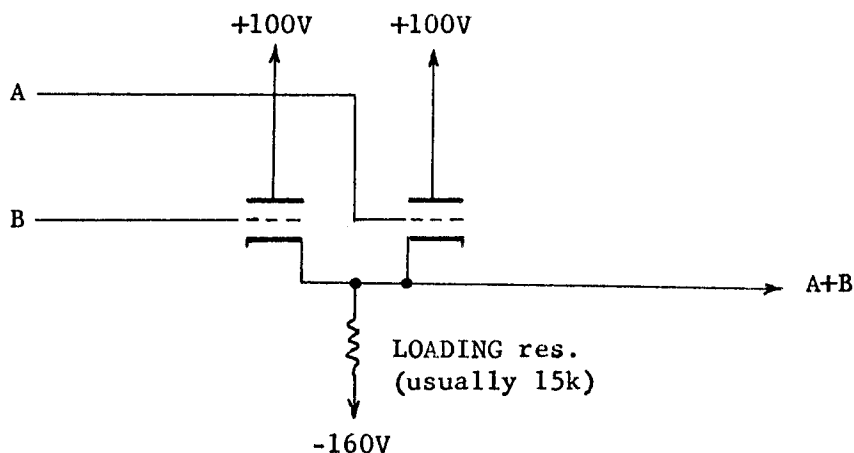 +100V +100V
A
B
A+B
LOADING res.
(usually 15k)
-160V